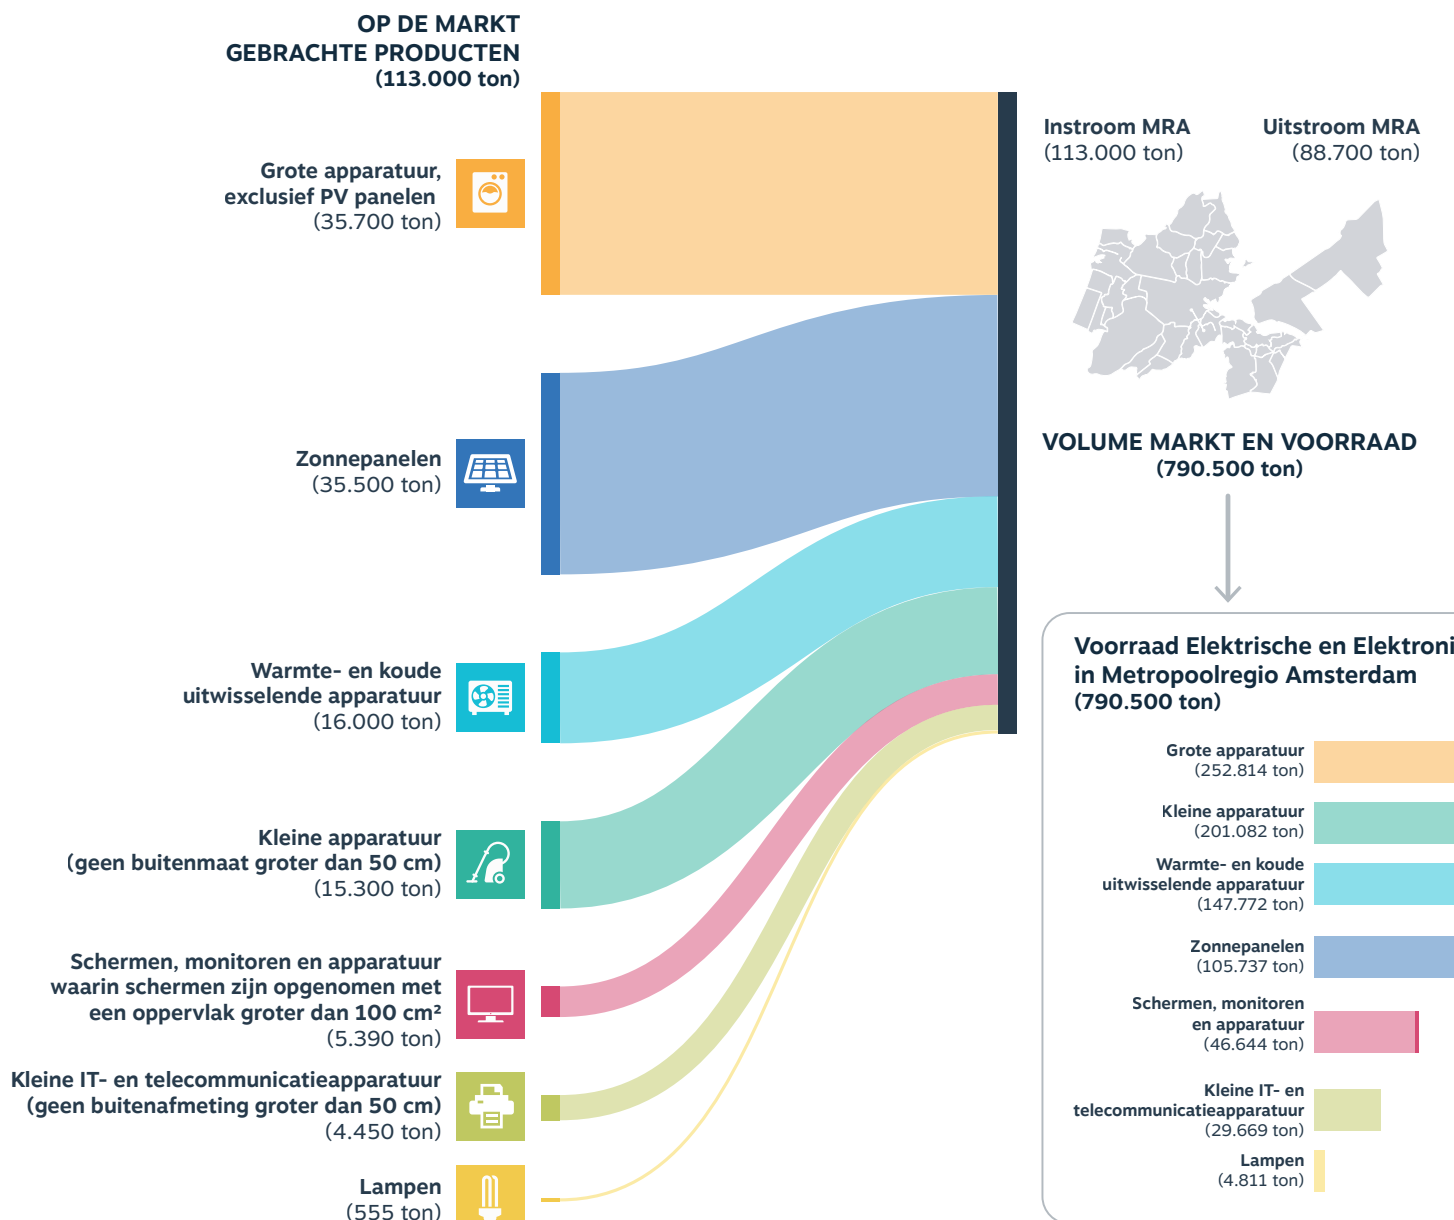 OP DE MARKT
GEBRACHTE PRODUCTEN
(113.000 ton)
Grote apparatuur,
exclusief PV panelen
(35.700 ton)
Zonnepanelen
(35.500 ton)
Warmte- en koude
uitwisselende apparatuur
(16.000 ton)
Kleine apparatuur
(geen buitenmaat groter dan 50 cm)
(15.300 ton)
Schermen, monitoren en apparatuur
waarin schermen zijn opgenomen met
een oppervlak groter dan 100 cm²
(5.390 ton)
Kleine IT- en telecommunicatieapparatuur
(geen buitenafmeting groter dan 50 cm)
(4.450 ton)
Lampen
(555 ton)
Instroom MRA
(113.000 ton)
Uitstroom MRA
(88.700 ton)
VOLUME MARKT EN VOORRAAD
(790.500 ton)
Voorraad Elektrische en Elektroni
in Metropoolregio Amsterdam
(790.500 ton)
Grote apparatuur
(252.814 ton)
Kleine apparatuur
(201.082 ton)
Warmte- en koude
uitwisselende apparatuur
(147.772 ton)
Zonnepanelen
(105.737 ton)
Schermen, monitoren
en apparatuur
(46.644 ton)
Kleine IT- en
telecommunicatieapparatuur
(29.669 ton)
Lampen
(4.811 ton)